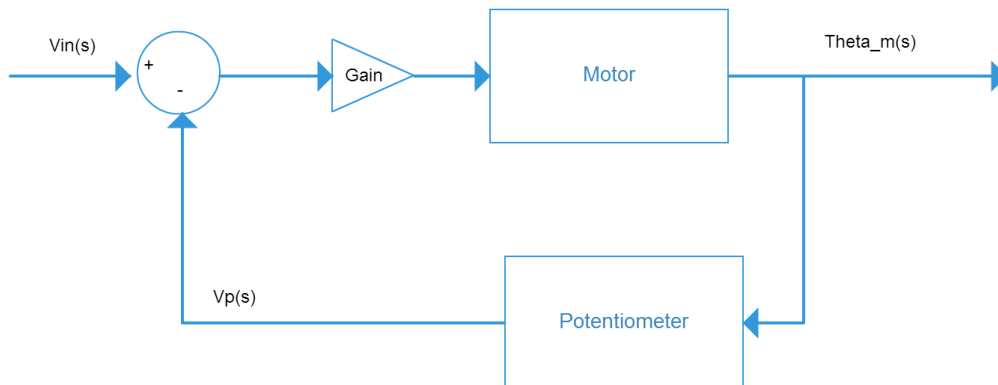 Vin(s)
Theta_m(s)
+
-
Gain
Motor
Vp(s)
Potentiometer